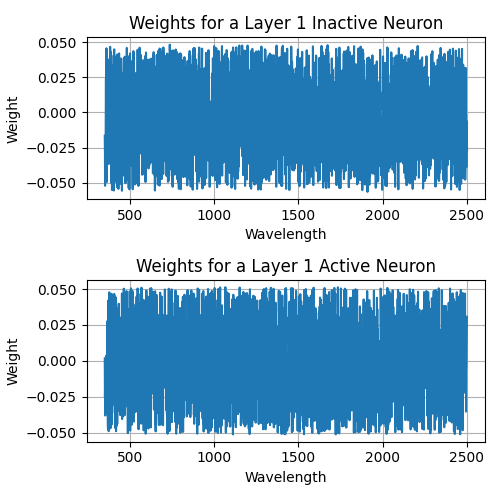 Weights for a Layer 1 Inactive Neuron
0.050
0.025
0.000
−0.025
−0.050
Weight
500 1000 1500 2000 2500
Wavelength
Weights for a Layer 1 Active Neuron
0.050
0.025
0.000
−0.025
−0.050
Weight
500 1000 1500 2000 2500
Wavelength